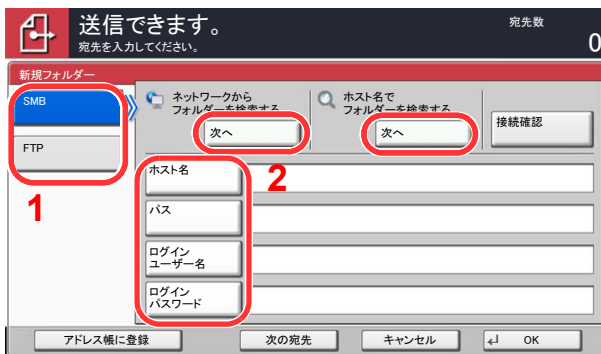 送信できます。
宛先を入力してください。
宛先数
0
新規フォルダー
SMB
FTP
1
ネットワークから
フォルダーを検索する
次へ
ホスト名で
フォルダーを検索する
次へ
接続確認
2
ホスト名
パス
ログイン
ユーザー名
ログイン
パスワード
アドレス帳に登録
次の宛先
キャンセル
OK